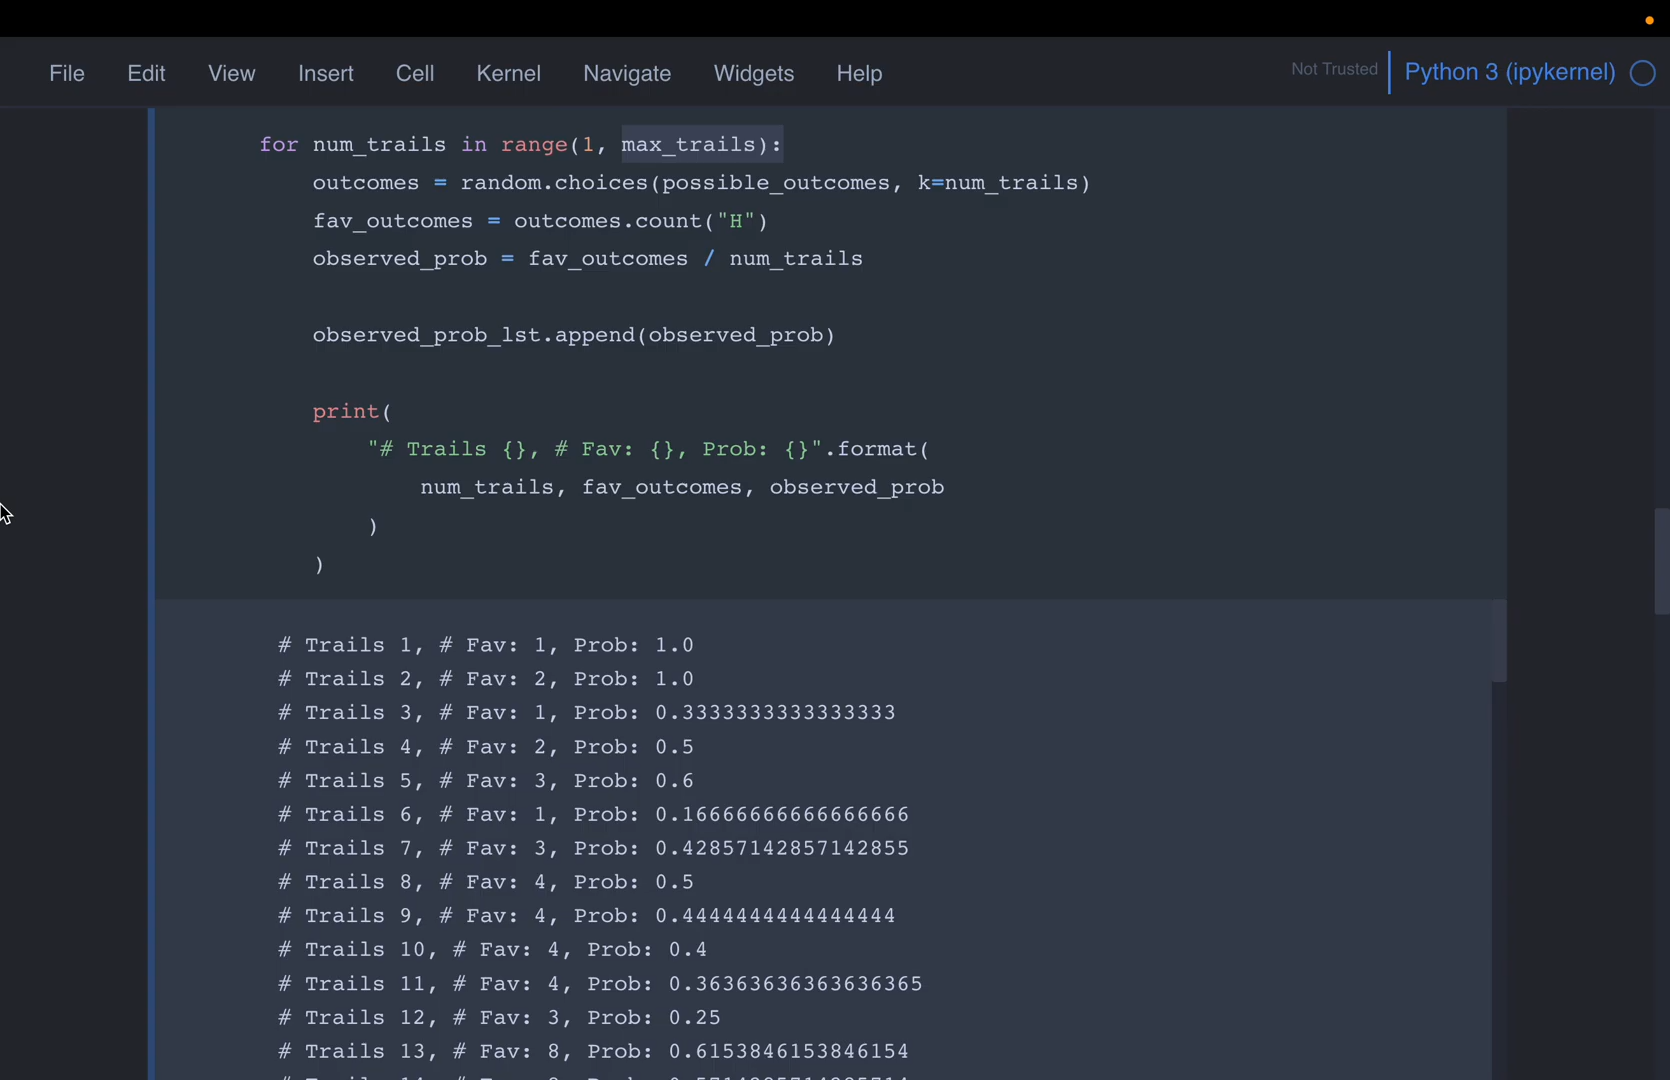 File Edit View Insert Cell Kernel Navigate Widgets Help Not Trusted Python 3 (ipykernel)
for num_trails in range(1, max_trails):
outcomes = random.choices(possible_outcomes, k=num_trails)
fav_outcomes = outcomes.count("H")
observed_prob = fav_outcomes / num_trails
observed_prob_lst.append(observed_prob)
print(
"# Trails {}, # Fav: {}, Prob: {}".format(
num_trails, fav_outcomes, observed_prob
)
)
# Trails 1, # Fav: 1, Prob: 1.0
# Trails 2, # Fav: 2, Prob: 1.0
# Trails 3, # Fav: 1, Prob: 0.3333333333333333
# Trails 4, # Fav: 2, Prob: 0.5
# Trails 5, # Fav: 3, Prob: 0.6
# Trails 6, # Fav: 1, Prob: 0.16666666666666666
# Trails 7, # Fav: 3, Prob: 0.42857142857142855
# Trails 8, # Fav: 4, Prob: 0.5
# Trails 9, # Fav: 4, Prob: 0.4444444444444444
# Trails 10, # Fav: 4, Prob: 0.4
# Trails 11, # Fav: 4, Prob: 0.36363636363636365
# Trails 12, # Fav: 3, Prob: 0.25
# Trails 13, # Fav: 8, Prob: 0.6153846153846154